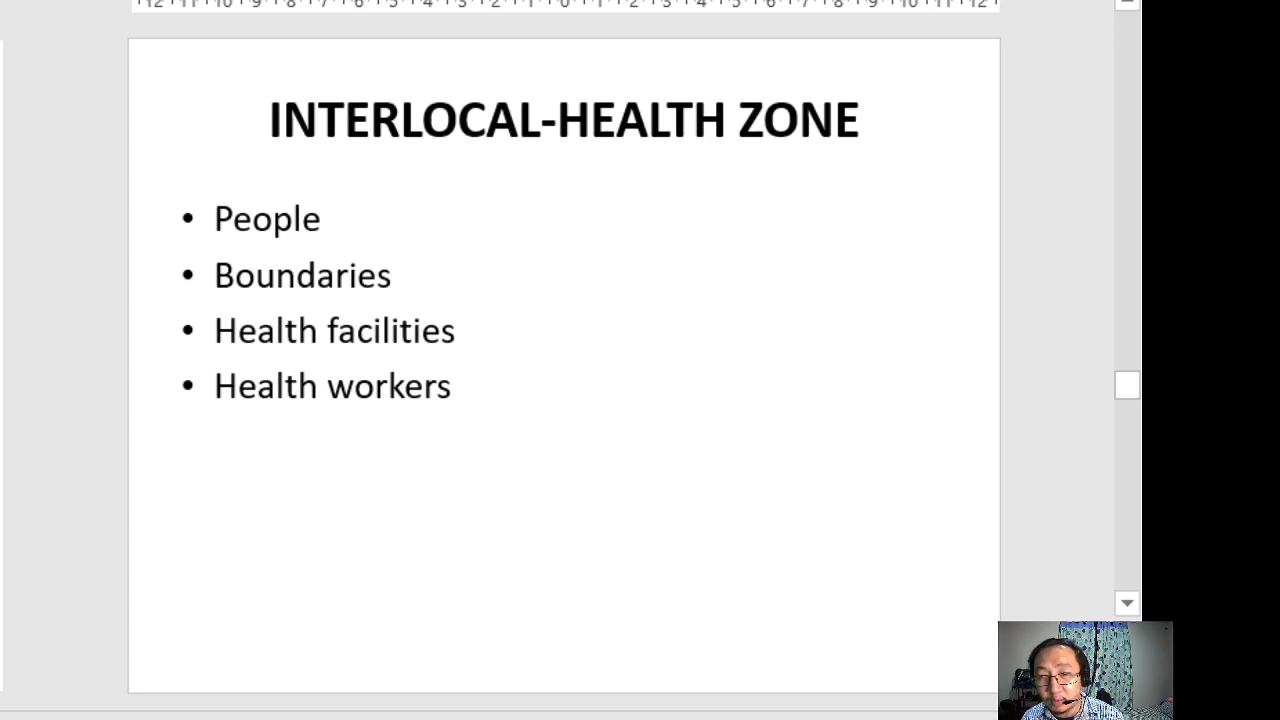 INTERLOCAL-HEALTH ZONE
• People
• Boundaries
• Health facilities
• Health workers